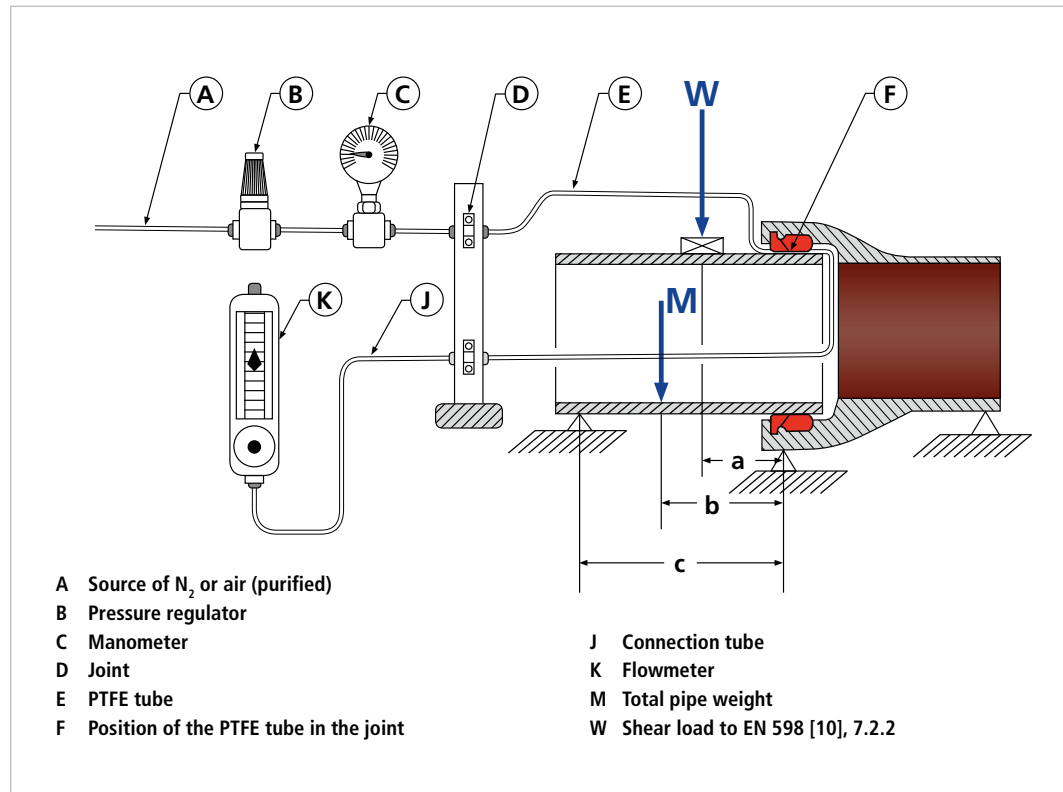 A
B
C
D
E
W
F
K
J
M
a
b
c
A Source of N₂ or air (purified)
B Pressure regulator
C Manometer
D Joint
E PTFE tube
F Position of the PTFE tube in the joint
J Connection tube
K Flowmeter
M Total pipe weight
W Shear load to EN 598 [10], 7.2.2